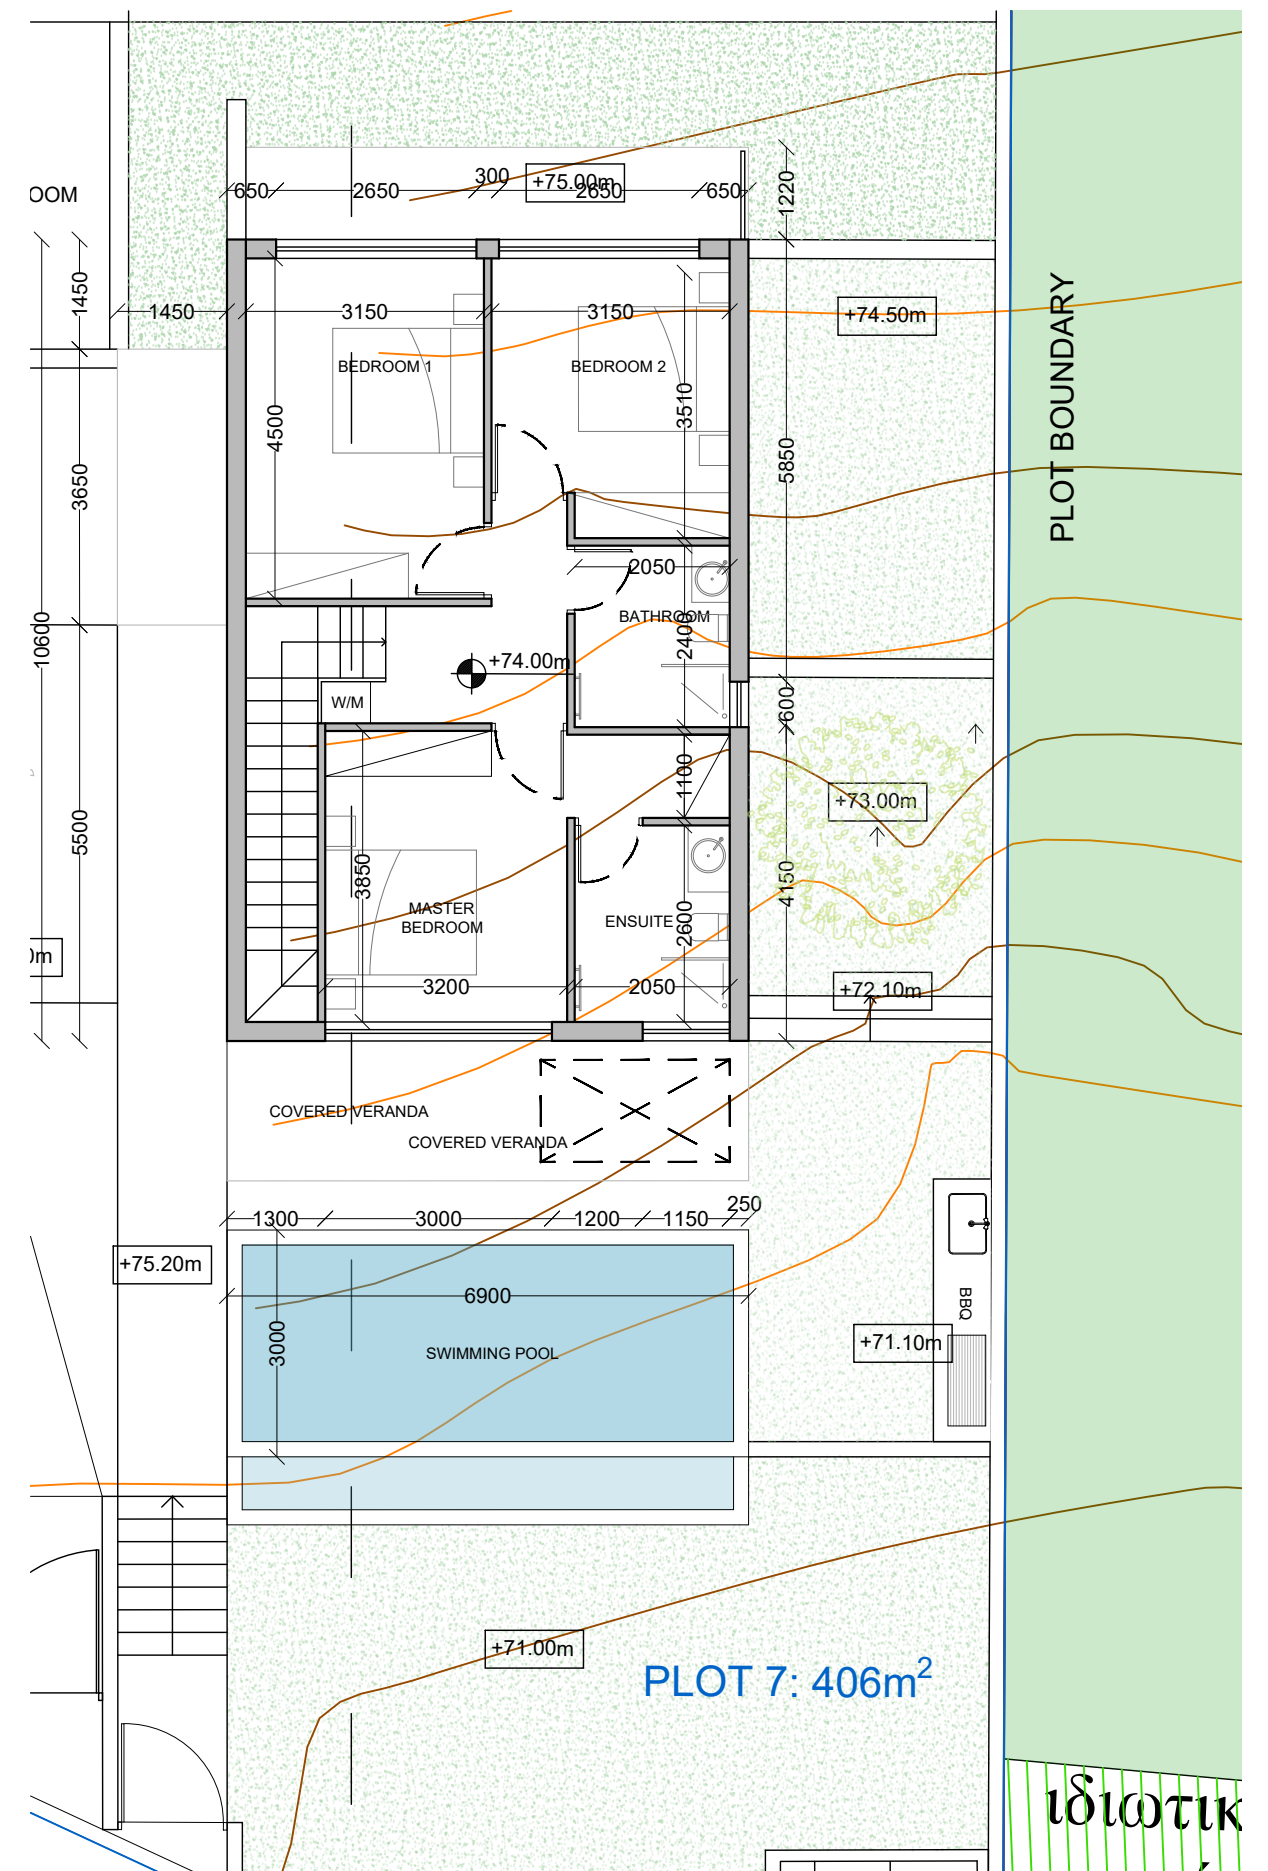 650
2650
300
+75.00m
2650
650
1220
OOM
1450
1450
3150
3150
+74.50m
PLOT BOUNDARY
BEDROOM 1
BEDROOM 2
4500
3510
5850
3650
2050
BATHROOM
2400
10600
+74.00m
W/M
600
1100
+73.00m
5500
3850
4150
MASTER
BEDROOM
ENSUITE
2600
0m
3200
2050
+72.10m
COVERED VERANDA
COVERED VERANDA
250
1300
3000
1200
1150
+75.20m
6900
BBQ
3000
SWIMMING POOL
+71.10m
+71.00m
PLOT 7: 406m²
ιδιωτικ